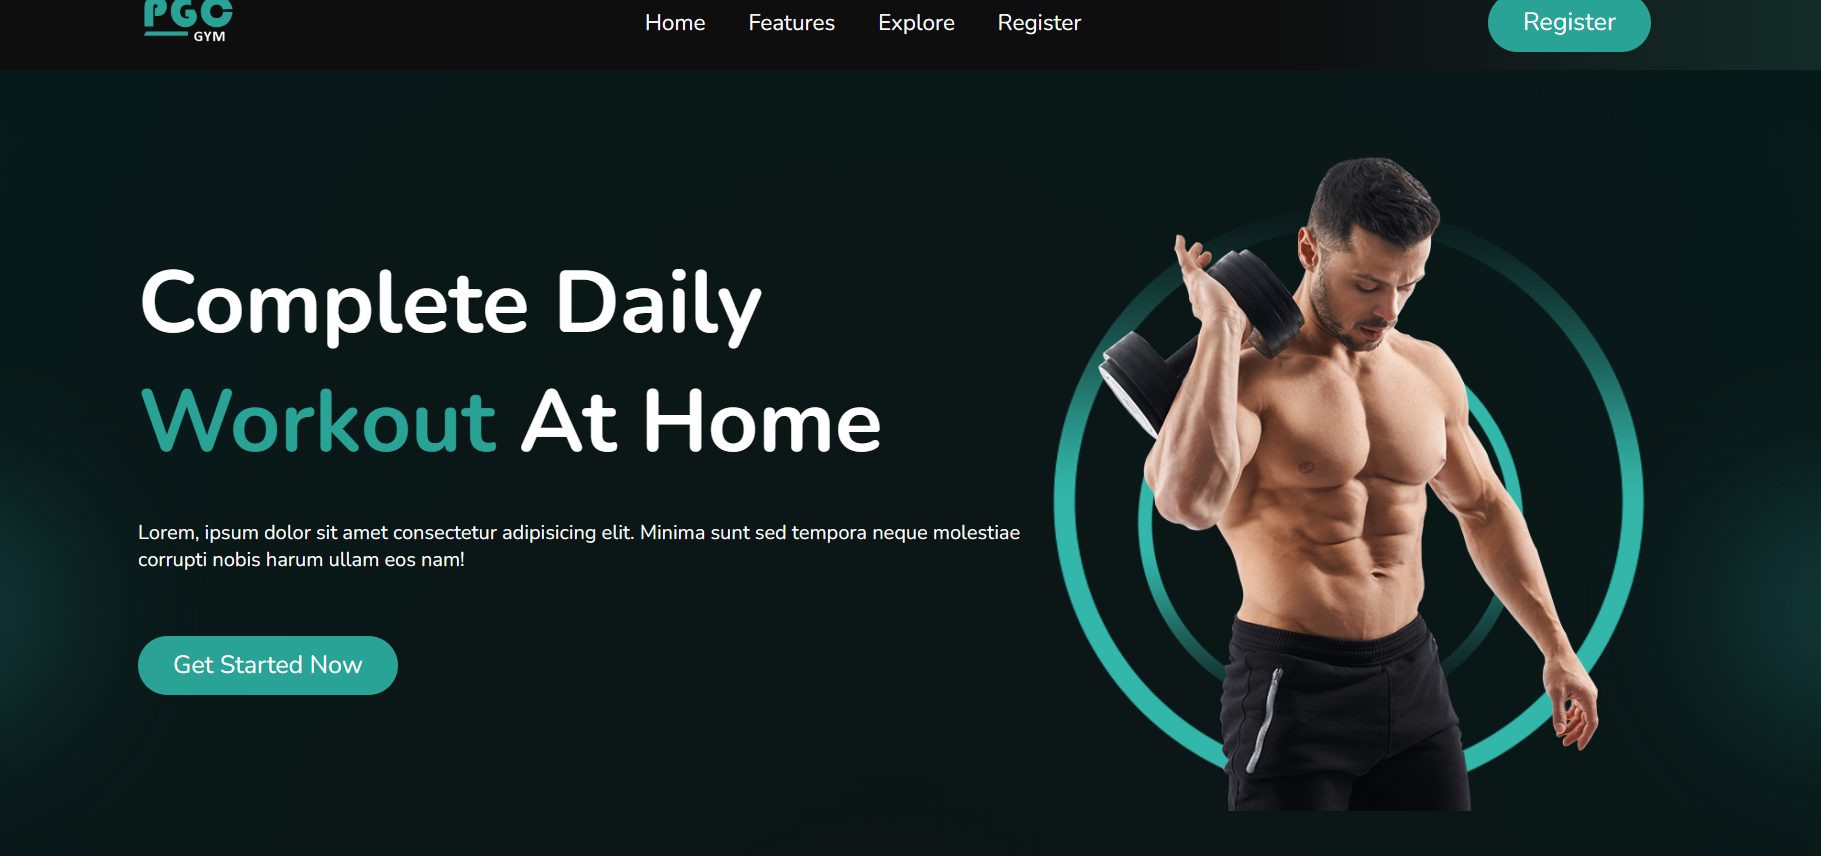 PGC
GYM
Home Features Explore Register
Register
Complete Daily
Workout At Home
Lorem, ipsum dolor sit amet consectetur adipisicing elit. Minima sunt sed tempora neque molestiae
corrupti nobis harum ullam eos nam!
Get Started Now